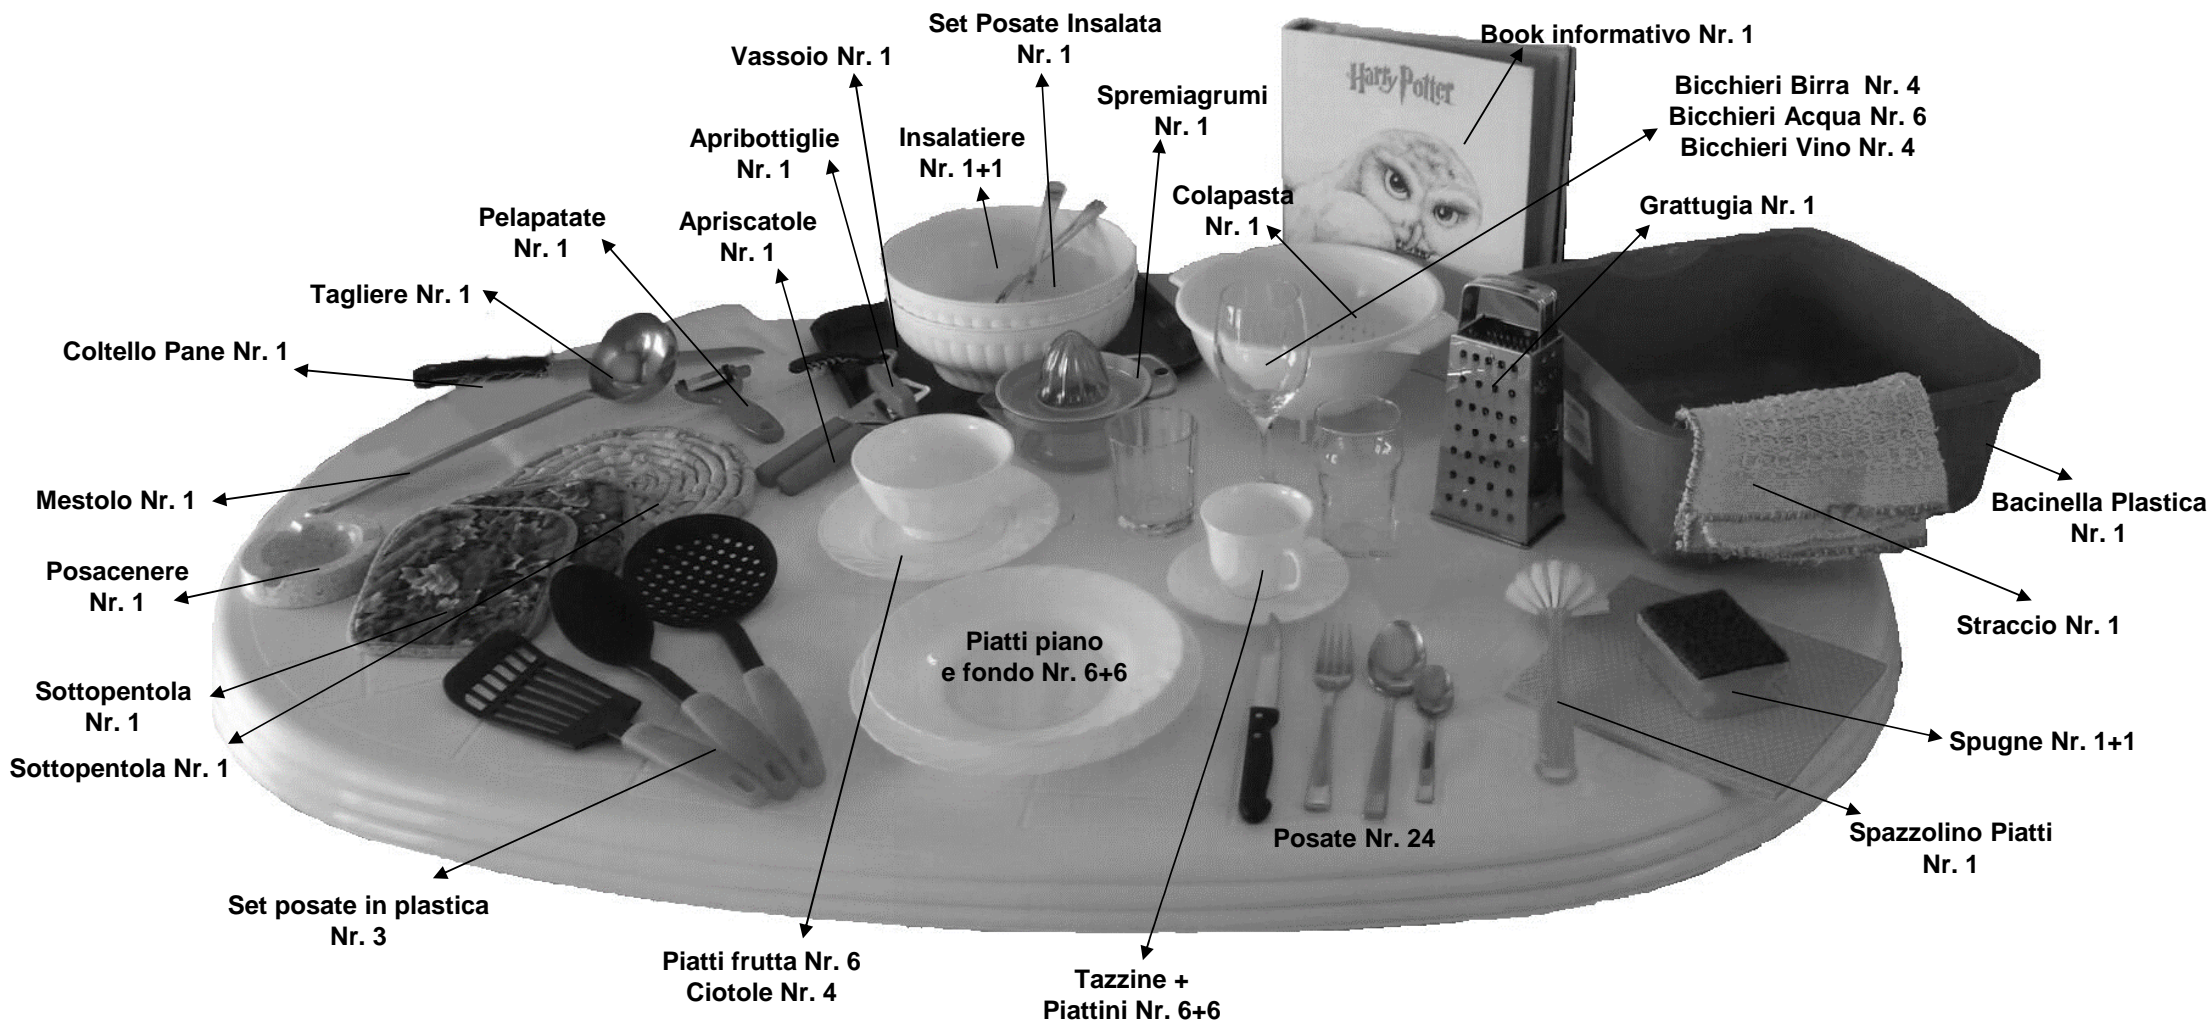 Set Posate Insalata
Nr. 1
Vassoio Nr. 1
Book informativo Nr. 1
Harry Potter
Bicchieri Birra Nr. 4
Bicchieri Acqua Nr. 6
Bicchieri Vino Nr. 4
Spremiagrumi
Nr. 1
Apribottiglie
Nr. 1
Insalatiere
Nr. 1+1
Colapasta
Nr. 1
Grattugia Nr. 1
Pelapatate
Nr. 1
Apriscatole
Nr. 1
Tagliere Nr. 1
Coltello Pane Nr. 1
Mestolo Nr. 1
Bacinella Plastica
Nr. 1
Posacenere
Nr. 1
Straccio Nr. 1
Piatti piano
e fondo Nr. 6+6
Sottopentola
Nr. 1
Spugne Nr. 1+1
Sottopentola Nr. 1
Posate Nr. 24
Spazzolino Piatti
Nr. 1
Set posate in plastica
Nr. 3
Piatti frutta Nr. 6
Ciotole Nr. 4
Tazzine +
Piattini Nr. 6+6